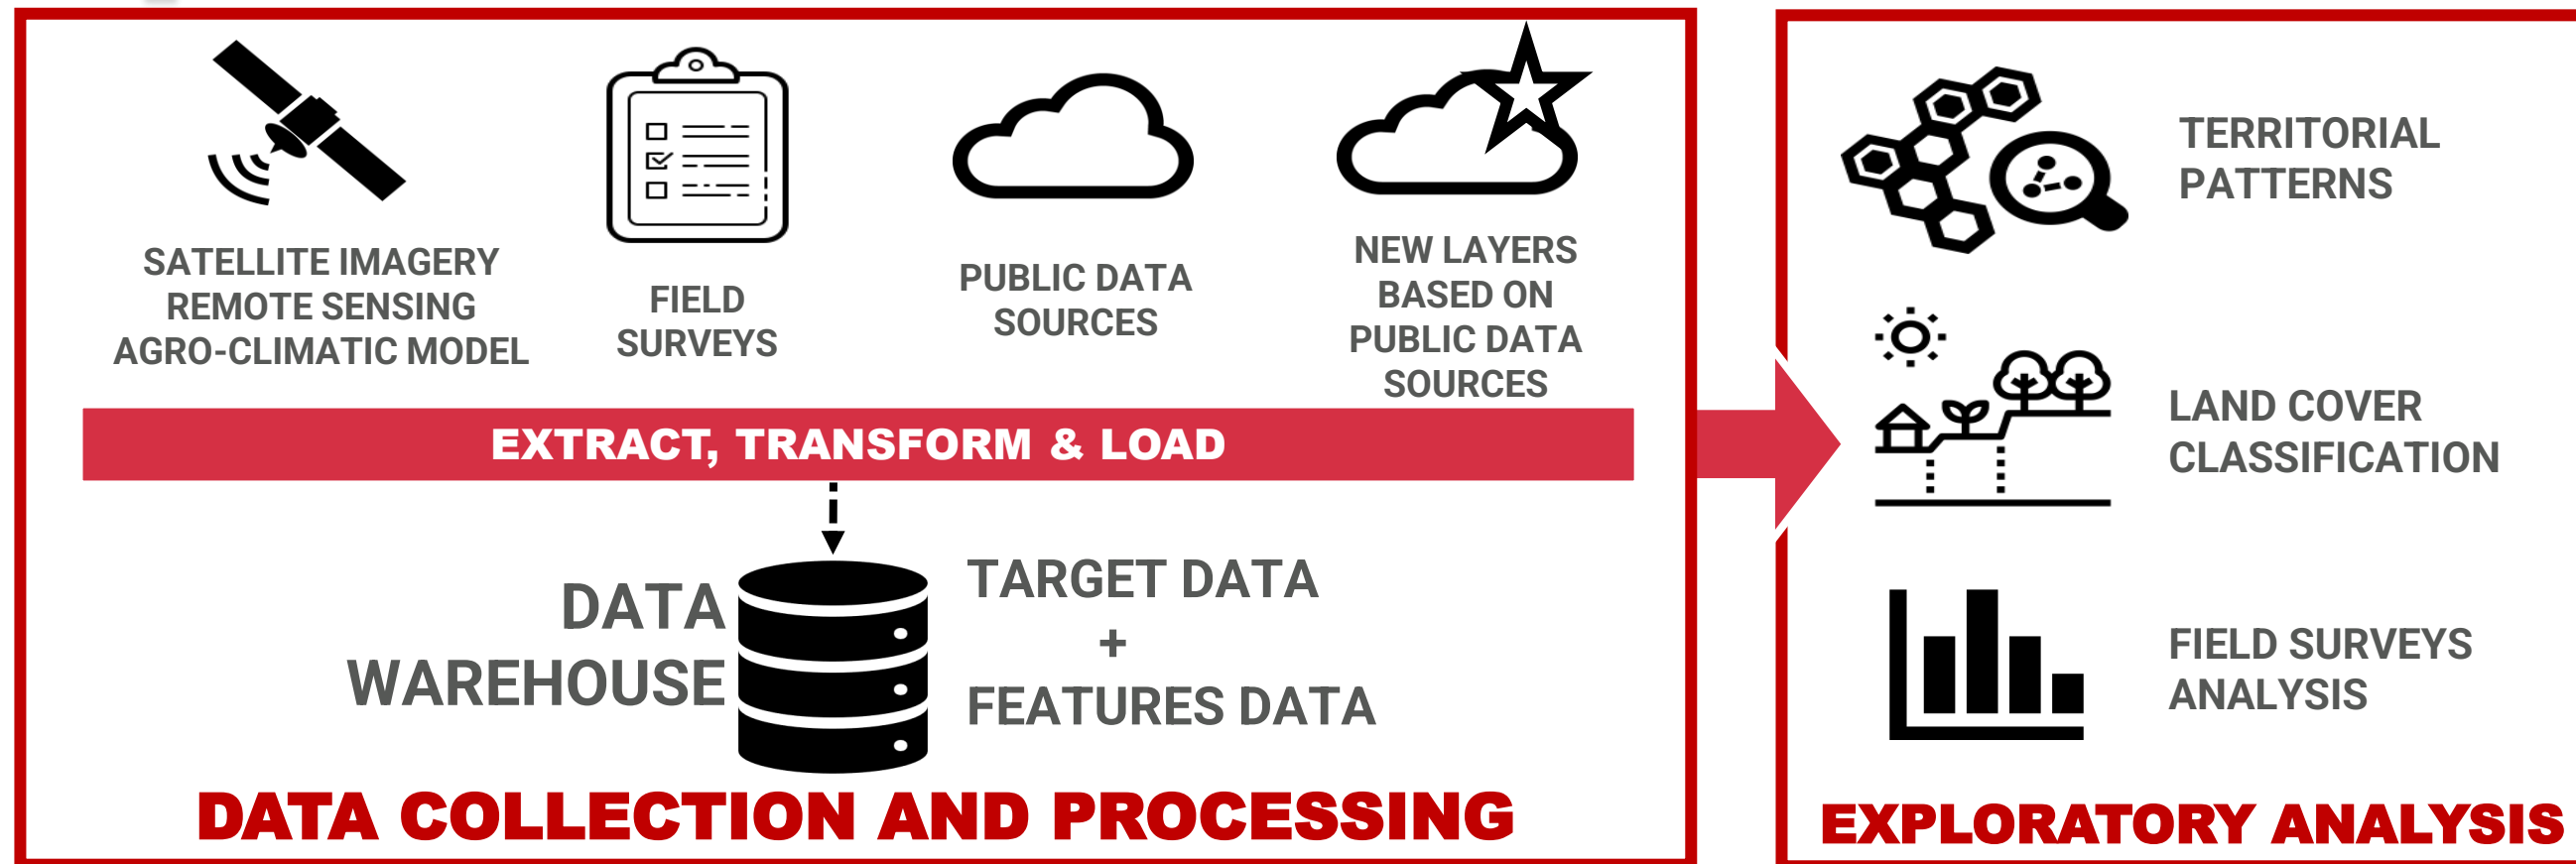 SATELLITE IMAGERY
REMOTE SENSING
AGRO-CLIMATIC MODEL
FIELD
SURVEYS
PUBLIC DATA
SOURCES
NEW LAYERS
BASED ON
PUBLIC DATA
SOURCES
EXTRACT, TRANSFORM & LOAD
DATA
WAREHOUSE
TARGET DATA
+
FEATURES DATA
DATA COLLECTION AND PROCESSING
TERRITORIAL
PATTERNS
LAND COVER
CLASSIFICATION
FIELD SURVEYS
ANALYSIS
EXPLORATORY ANALYSIS